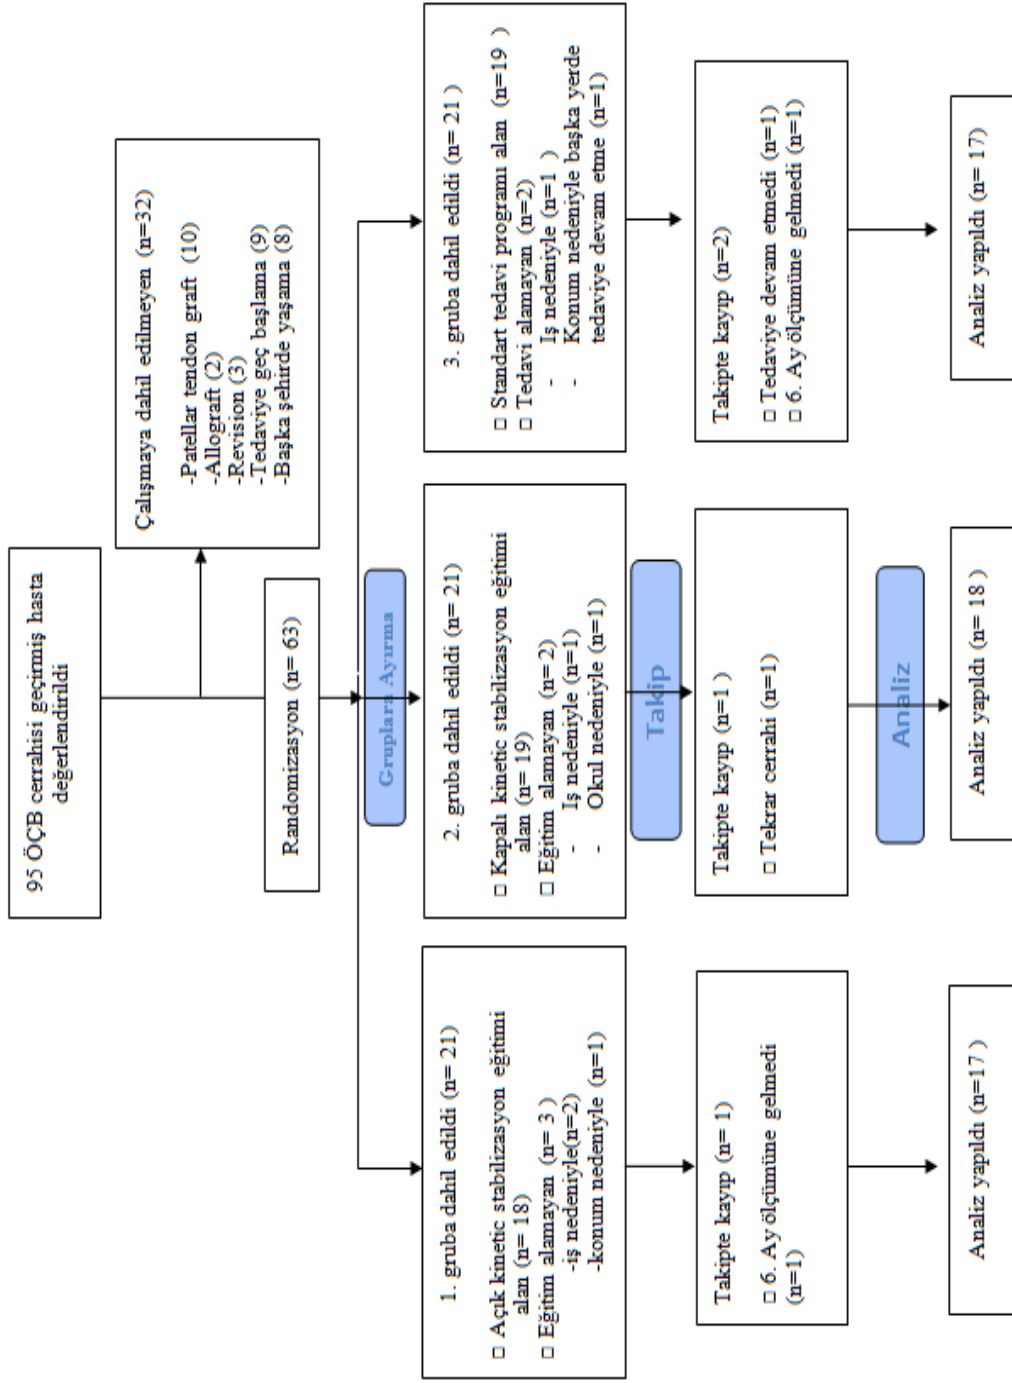 95 ÖÇB cerrahisi geçirmiş hasta
değerlendirildi
Çalışmaya dahil edilmeyen (n=32)
-Patellar tendon graft (10)
-Allograft (2)
-Revision (3)
-Tedaviye geç başlama (9)
-Başka şehirde yaşama (8)
Randomizasyon (n= 63)
Gruplara Ayırma
1. gruba dahil edildi (n= 21)
□ Açık kinetic stabilizasyon eğitimi
alan (n= 18)
□ Eğitim alamayan (n= 3 )
-iş nedeniyle(n=2)
-konum nedeniyle (n=1)
2. gruba dahil edildi (n= 21)
□ Kapalı kinetic stabilizasyon eğitimi
alan (n= 19)
□ Eğitim alamayan (n=2)
- Iş nedeniyle (n=1)
- Okul nedeniyle (n=1)
3. gruba dahil edildi (n= 21 )
□ Standart tedavi programı alan (n=19 )
□ Tedavi alamayan (n=2)
- Iş nedeniyle (n=1 )
- Konum nedeniyle başka yerde
tedaviye devam etme (n=1)
Takip
Takipte kayıp (n= 1)
□ 6. Ay ölçümüne gelmedi
(n=1)
Takipte kayıp (n=1 )
□ Tekrar cerrahi (n=1)
Takipte kayıp (n=2)
□ Tedaviye devam etmedi (n=1)
□ 6. Ay ölçümüne gelmedi (n=1)
Analiz
Analiz yapıldı (n=17 )
Analiz yapıldı (n= 18 )
Analiz yapıldı (n= 17)